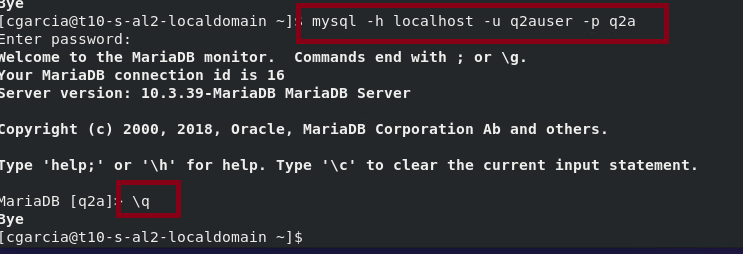 Bye
[cgarcia@t10-s-al2-localdomain ~]$ mysql -h localhost -u q2auser -p q2a
Enter password:
Welcome to the MariaDB monitor.  Commands end with ; or \g.
Your MariaDB connection id is 16
Server version: 10.3.39-MariaDB MariaDB Server
Copyright (c) 2000, 2018, Oracle, MariaDB Corporation Ab and others.
Type 'help;' or '\h' for help. Type '\c' to clear the current input statement.
MariaDB [q2a]> \q
Bye
[cgarcia@t10-s-al2-localdomain ~]$